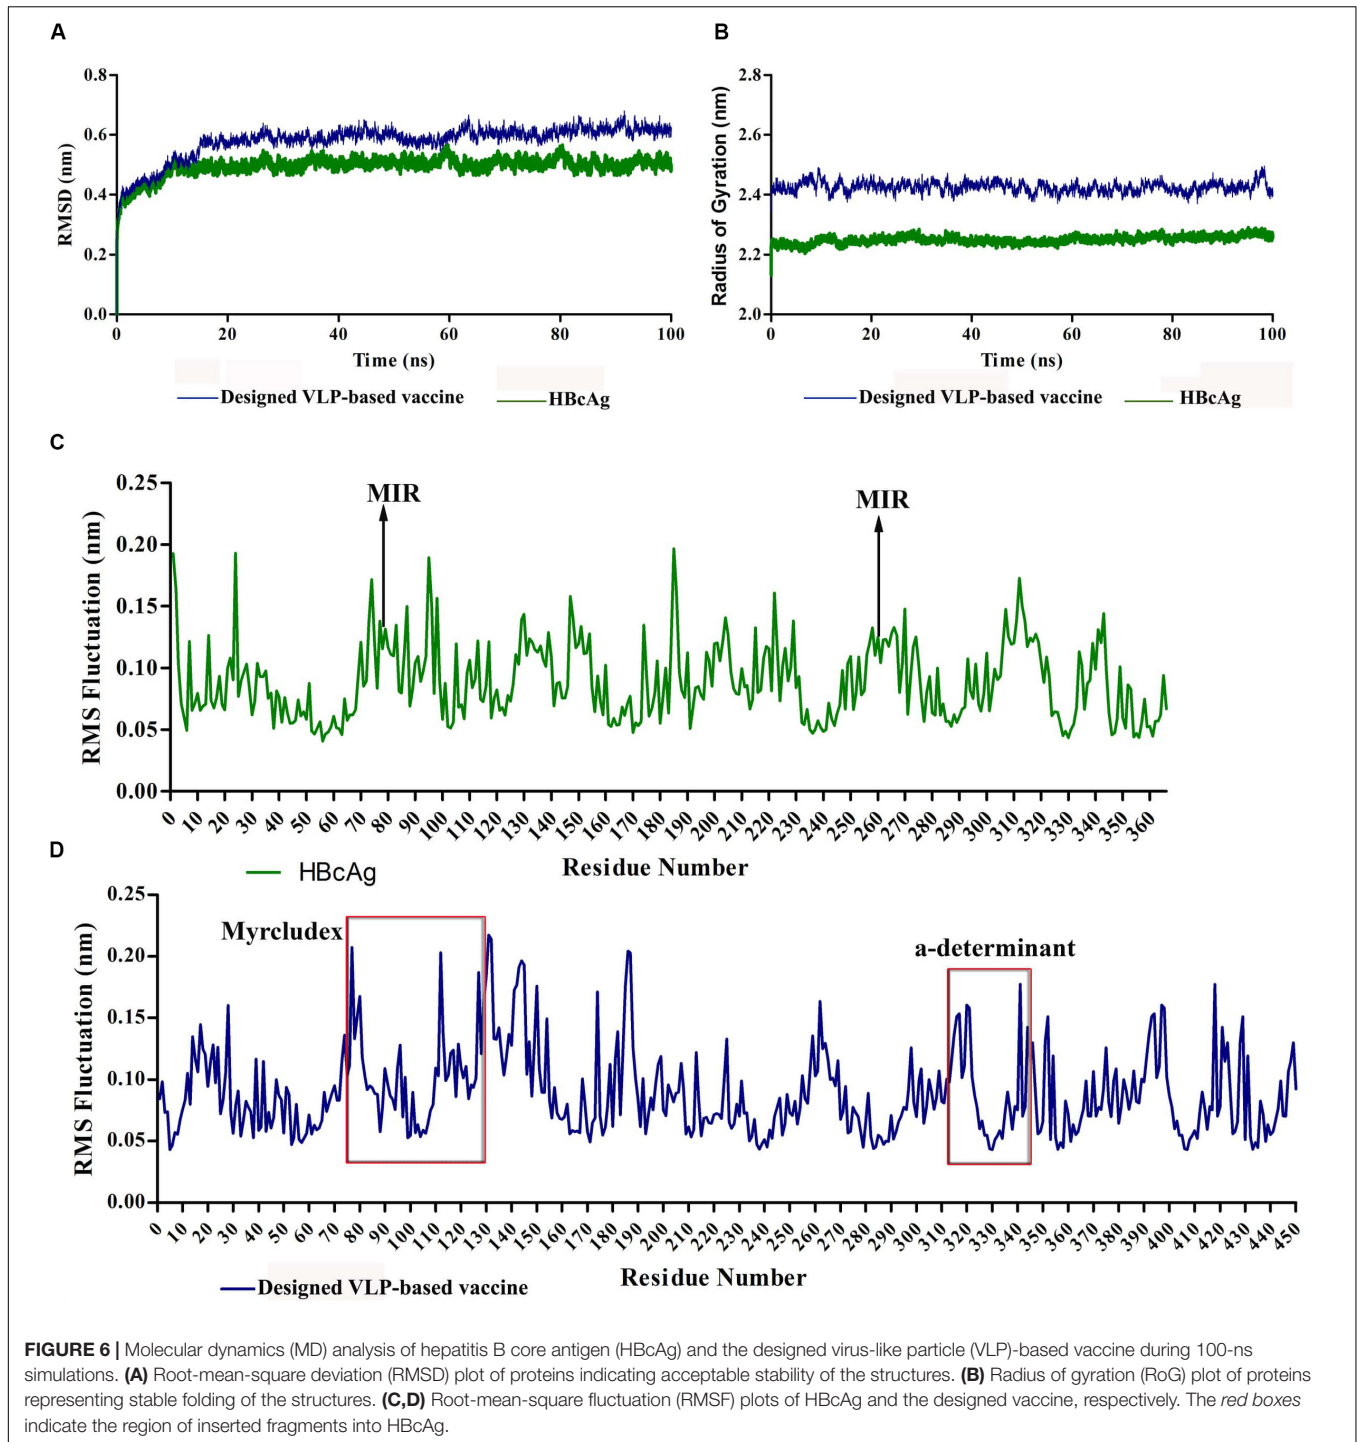 A
B
0.8
0.6
0.4
0.2
0.0
RMSD (nm)
0 20 40 60 80 100
Time (ns)
Designed VLP-based vaccine HBcAg
2.8
2.6
2.4
2.2
2.0
Radius of Gyration (nm)
0 20 40 60 80 100
Time (ns)
Designed VLP-based vaccine HBcAg
C
0.25
0.20
0.15
0.10
0.05
0.00
RMS Fluctuation (nm)
MIR
MIR
0 10 20 30 40 50 60 70 80 90 100 110 120 130 140 150 160 170 180 190 200 210 220 230 240 250 260 270 280 290 300 310 320 330 340 350 360
Residue Number
HBcAg
D
0.25
0.20
0.15
0.10
0.05
0.00
RMS Fluctuation (nm)
Myrcludex
a-determinant
0 10 20 30 40 50 60 70 80 90 100 110 120 130 140 150 160 170 180 190 200 210 220 230 240 250 260 270 280 290 300 310 320 330 340 350 360 370 380 390 400 410 420 430 440 450
Residue Number
Designed VLP-based vaccine
FIGURE 6 | Molecular dynamics (MD) analysis of hepatitis B core antigen (HBcAg) and the designed virus-like particle (VLP)-based vaccine during 100-ns
simulations. (A) Root-mean-square deviation (RMSD) plot of proteins indicating acceptable stability of the structures. (B) Radius of gyration (RoG) plot of proteins
representing stable folding of the structures. (C,D) Root-mean-square fluctuation (RMSF) plots of HBcAg and the designed vaccine, respectively. The red boxes
indicate the region of inserted fragments into HBcAg.